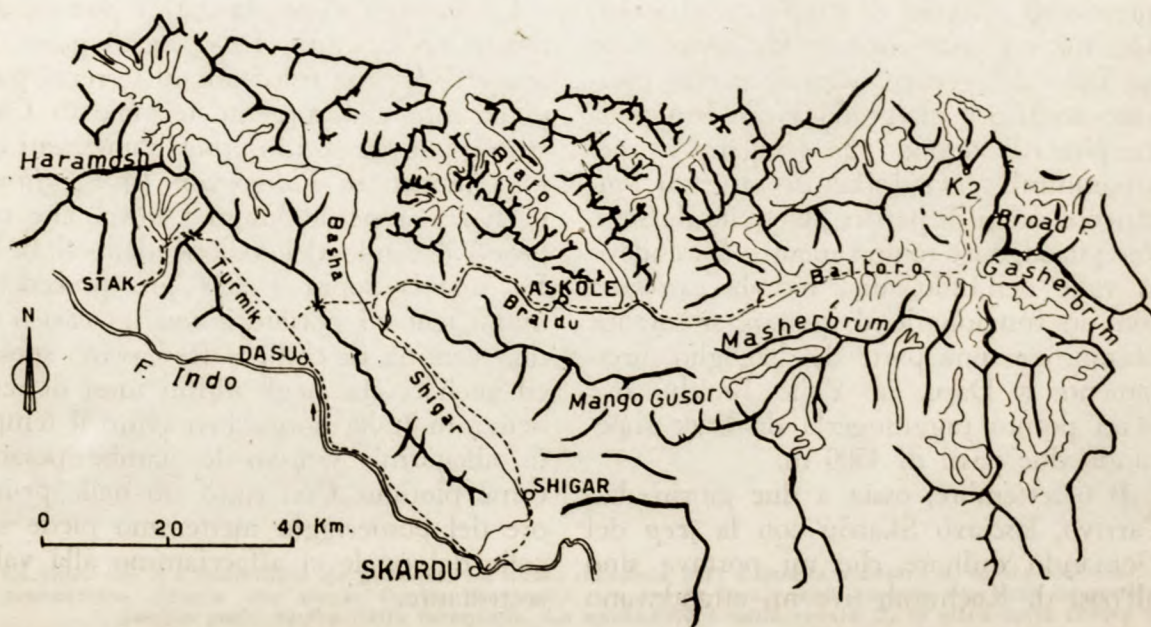 Haramosh
Biafo
K2
Broad P.
Basha
STAK
Turmik
ASKOLE
Braldu
Baltoro
Gasherbrum
Masherbrum
N
DASU
F. Indo
Shigar
Mango Gusor
SHIGAR
0 20 40 Km.
SKARDU